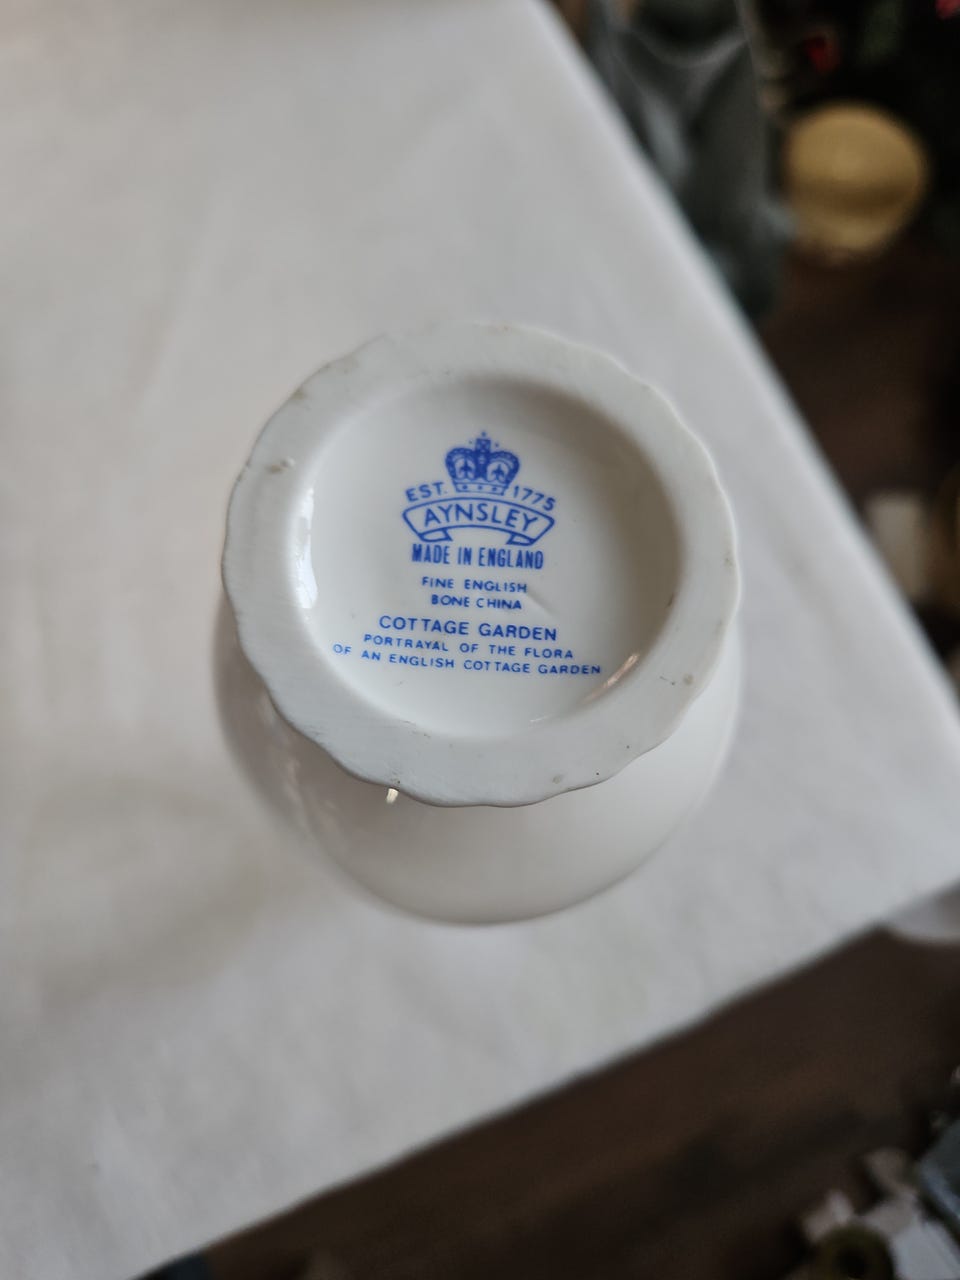 EST. 1775
AYNSLEY
MADE IN ENGLAND
FINE ENGLISH
BONE CHINA
COTTAGE GARDEN
PORTRAYAL OF THE FLORA
OF AN ENGLISH COTTAGE GARDEN